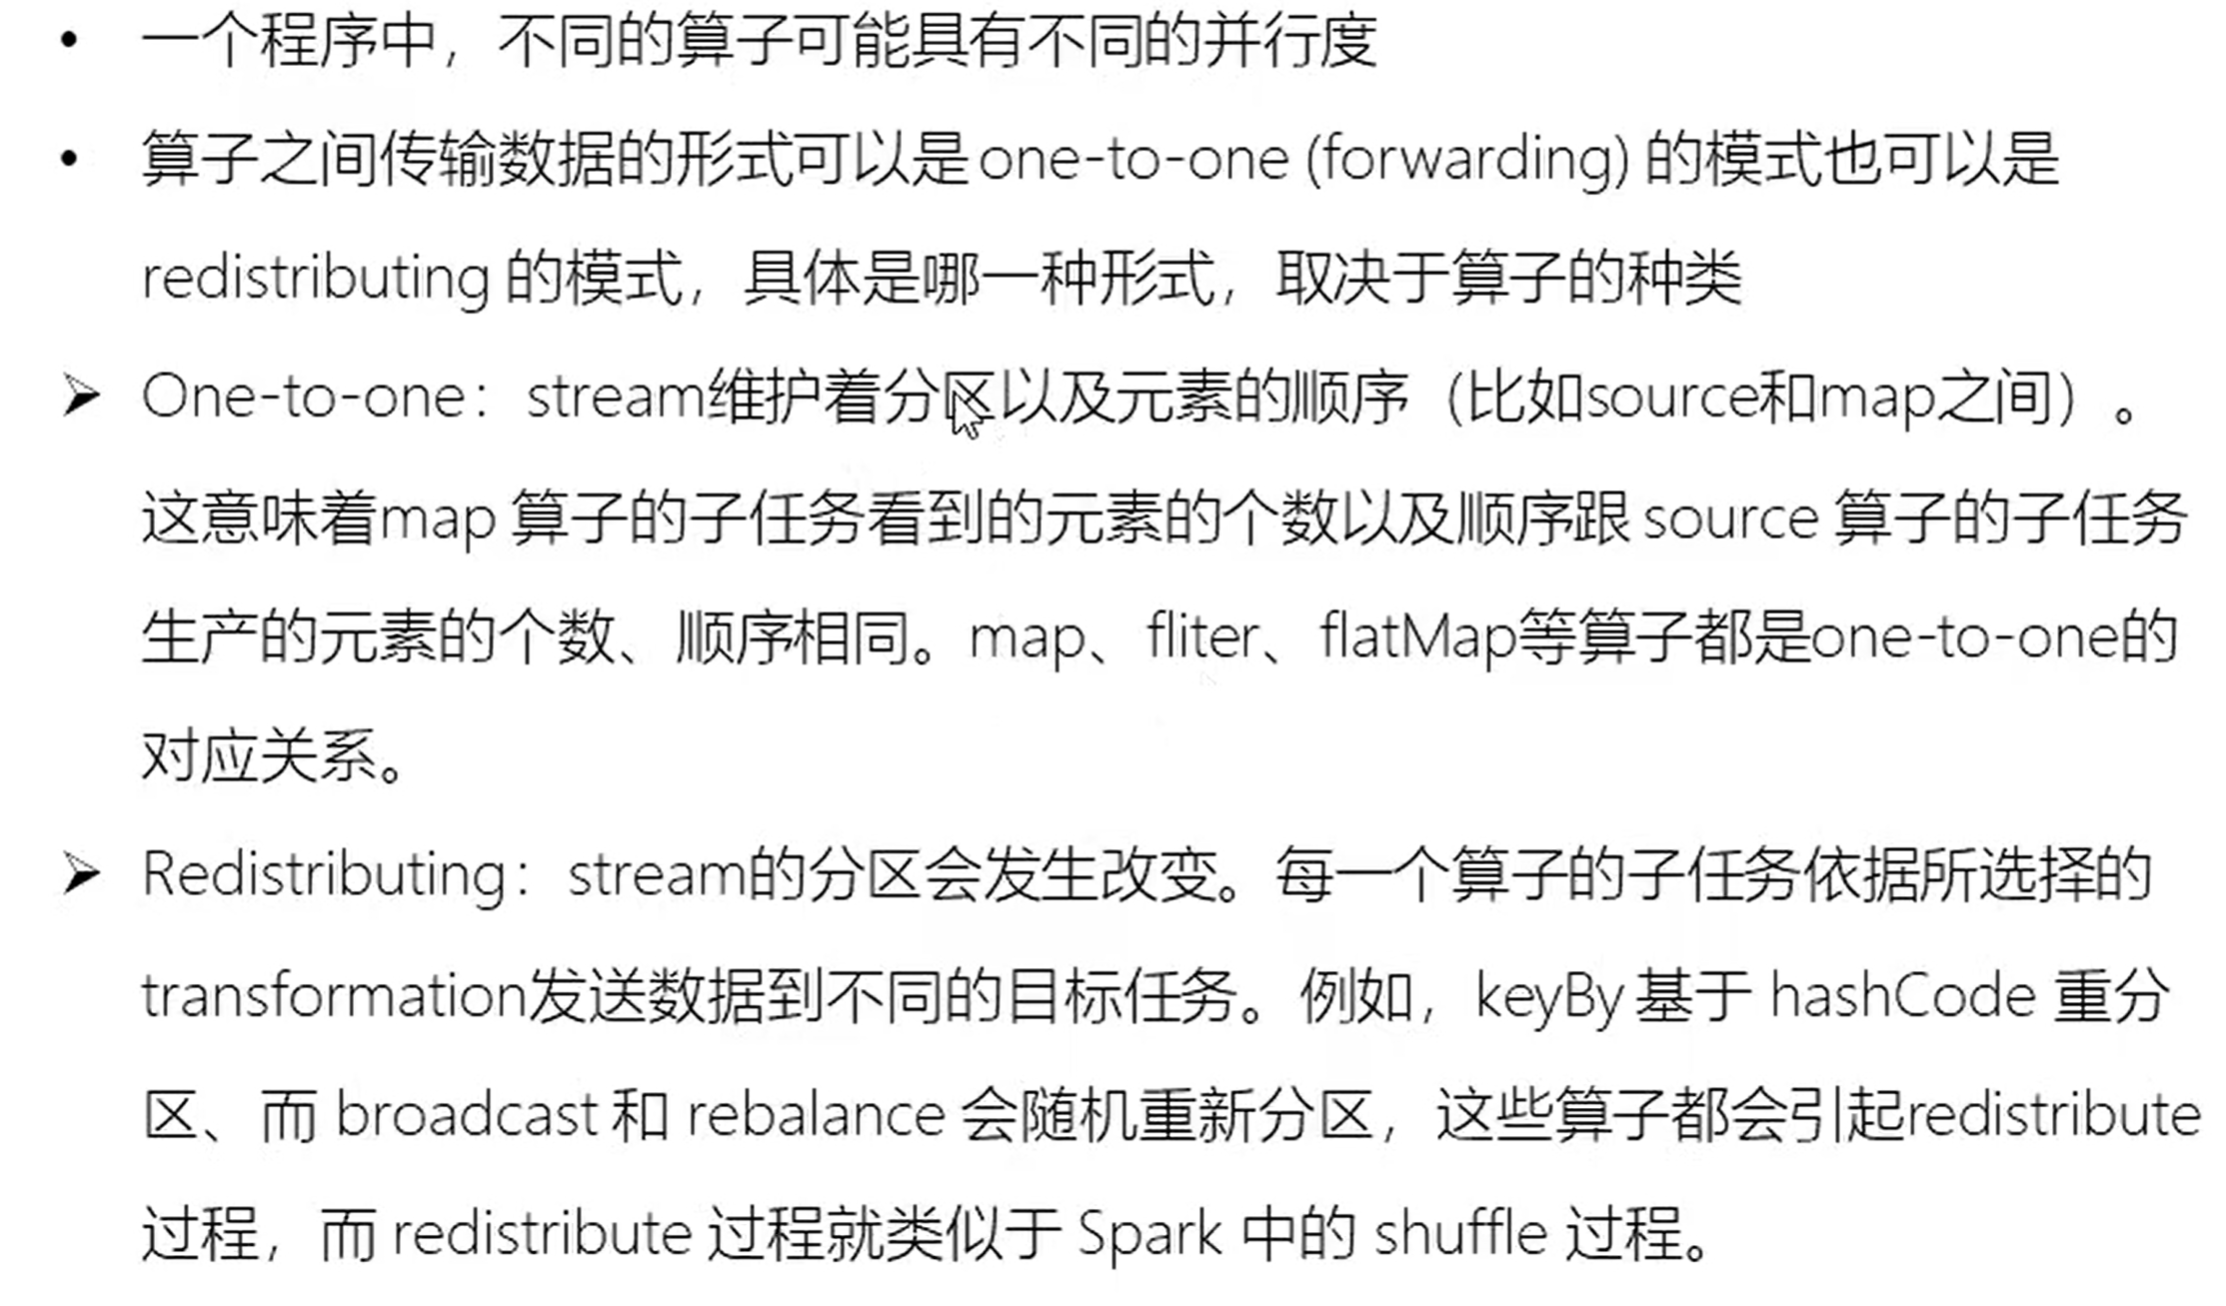 • 一个程序中，不同的算子可能具有不同的并行度
• 算子之间传输数据的形式可以是 one-to-one (forwarding) 的模式也可以是
redistributing 的模式，具体是哪一种形式，取决于算子的种类
➢ One-to-one：stream维护着分区以及元素的顺序（比如source和map之间）。
这意味着map 算子的子任务看到的元素的个数以及顺序跟 source 算子的子任务
生产的元素的个数、顺序相同。map、fliter、flatMap等算子都是one-to-one的
对应关系。
➢ Redistributing：stream的分区会发生改变。每一个算子的子任务依据所选择的
transformation发送数据到不同的目标任务。例如，keyBy 基于 hashCode 重分
区、而 broadcast 和 rebalance 会随机重新分区，这些算子都会引起redistribute
过程，而 redistribute 过程就类似于 Spark 中的 shuffle 过程。